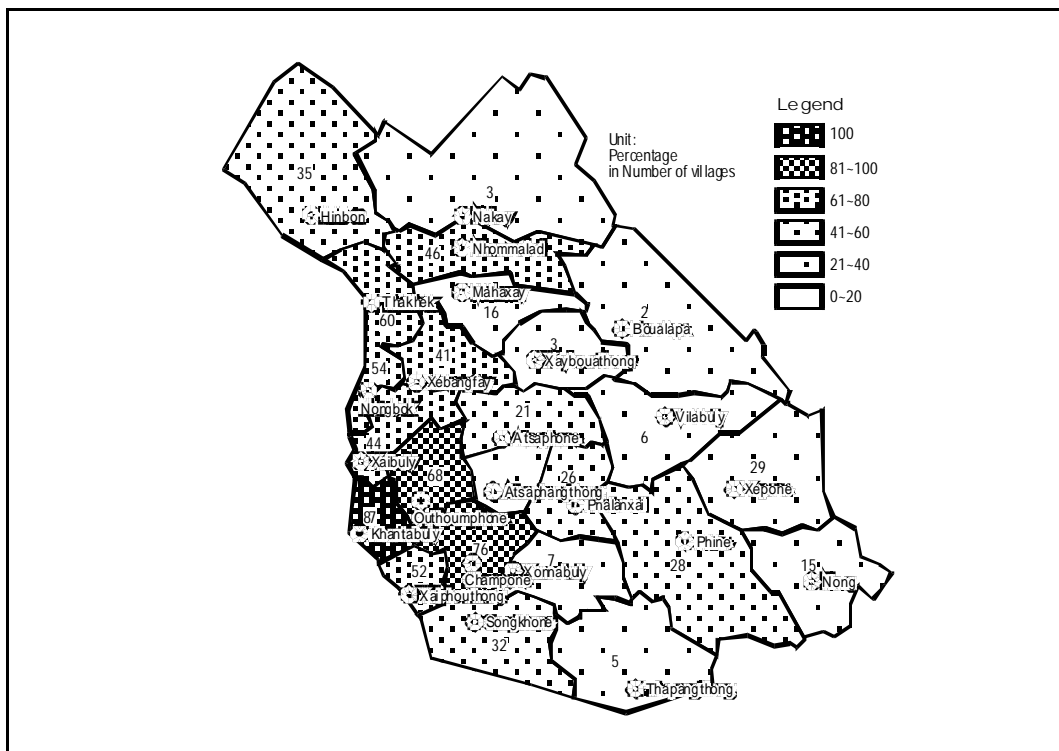 Legend
100
81~100
61~80
41~60
21~40
0~20
Unit:
Percentage
in Number of villages
35
Hinbon
3
Nakay
46
Nhommalad
Mahaxay
16
Thakhek
60
2
Boualapa
3
Xaybouathong
41
54
Xebangfay
Nongbok
21
Atsaphone
6
Vilabuly
44
Xaibuly
68
26
29
Xepone
Atsaphangthong
Phalanxai
87
Outhoumphone
Khantabuly
76
7
Phine
28
52
Champone
Xonnabuly
15
Nong
Xaiphouthong
Songkhone
32
5
Thapangthong